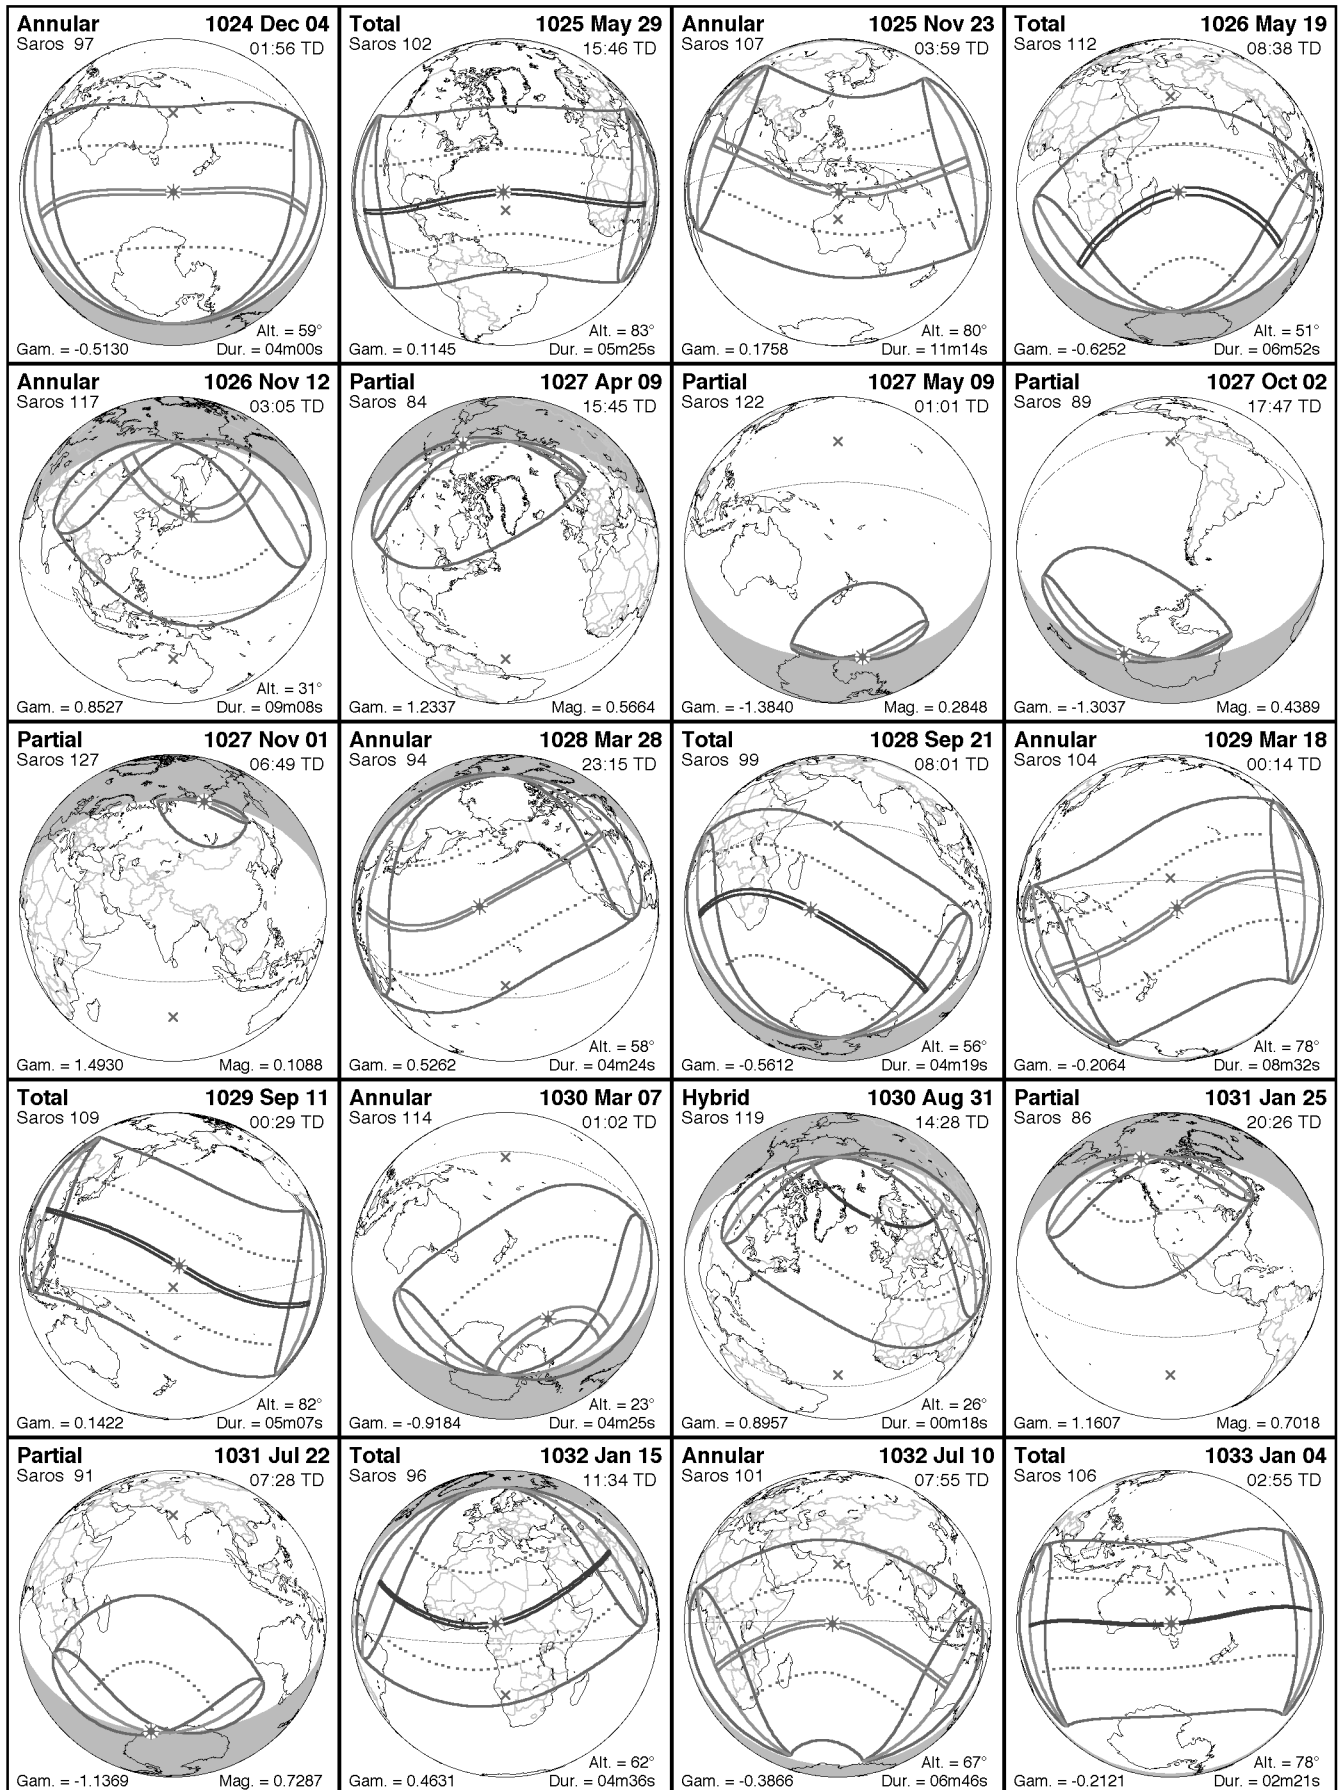 Annular 1024 Dec 04
Saros 97 01:56 TD
Alt. = 59°
Gam. = -0.5130 Dur. = 04m00s
Total 1025 May 29
Saros 102 15:46 TD
Alt. = 83°
Gam. = 0.1145 Dur. = 05m25s
Annular 1025 Nov 23
Saros 107 03:59 TD
Alt. = 80°
Gam. = 0.1758 Dur. = 11m14s
Total 1026 May 19
Saros 112 08:38 TD
Alt. = 51°
Gam. = -0.6252 Dur. = 06m52s
Annular 1026 Nov 12
Saros 117 03:05 TD
Alt. = 31°
Gam. = 0.8527 Dur. = 09m08s
Partial 1027 Apr 09
Saros 84 15:45 TD
Gam. = 1.2337 Mag. = 0.5664
Partial 1027 May 09
Saros 122 01:01 TD
Gam. = -1.3840 Mag. = 0.2848
Partial 1027 Oct 02
Saros 89 17:47 TD
Gam. = -1.3037 Mag. = 0.4389
Partial 1027 Nov 01
Saros 127 06:49 TD
Gam. = 1.4930 Mag. = 0.1088
Annular 1028 Mar 28
Saros 94 23:15 TD
Alt. = 58°
Gam. = 0.5262 Dur. = 04m24s
Total 1028 Sep 21
Saros 99 08:01 TD
Alt. = 56°
Gam. = -0.5612 Dur. = 04m19s
Annular 1029 Mar 18
Saros 104 00:14 TD
Alt. = 78°
Gam. = -0.2064 Dur. = 08m32s
Total 1029 Sep 11
Saros 109 00:29 TD
Alt. = 82°
Gam. = 0.1422 Dur. = 05m07s
Annular 1030 Mar 07
Saros 114 01:02 TD
Alt. = 23°
Gam. = -0.9184 Dur. = 04m25s
Hybrid 1030 Aug 31
Saros 119 14:28 TD
Alt. = 26°
Gam. = 0.8957 Dur. = 00m18s
Partial 1031 Jan 25
Saros 86 20:26 TD
Gam. = 1.1607 Mag. = 0.7018
Partial 1031 Jul 22
Saros 91 07:28 TD
Gam. = -1.1369 Mag. = 0.7287
Total 1032 Jan 15
Saros 96 11:34 TD
Alt. = 62°
Gam. = 0.4631 Dur. = 04m36s
Annular 1032 Jul 10
Saros 101 07:55 TD
Alt. = 67°
Gam. = -0.3866 Dur. = 06m46s
Total 1033 Jan 04
Saros 106 02:55 TD
Alt. = 78°
Gam. = -0.2121 Dur. = 02m21s